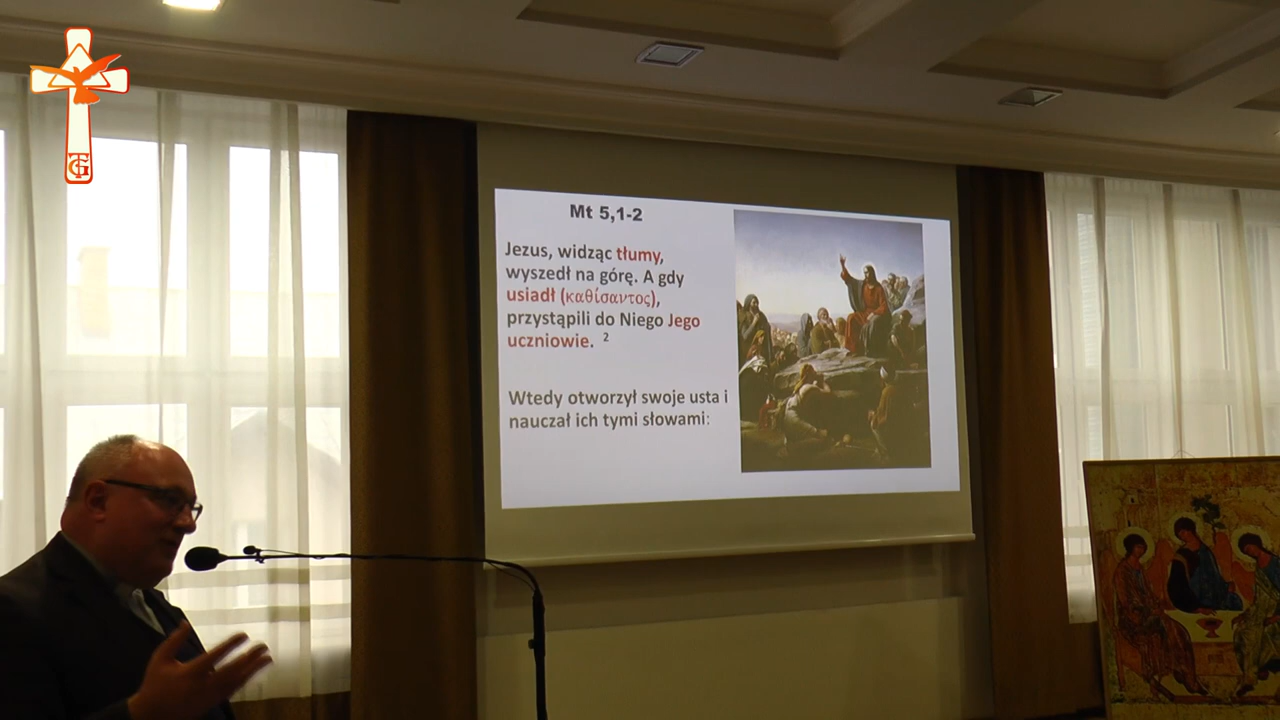 Mt 5,1-2
Jezus, widząc tłumy,
wyszedł na górę. A gdy
usiadł (καθίσαντος),
przystąpili do Niego Jego
uczniowie. 2
Wtedy otworzył swoje usta i
nauczał ich tymi słowami: